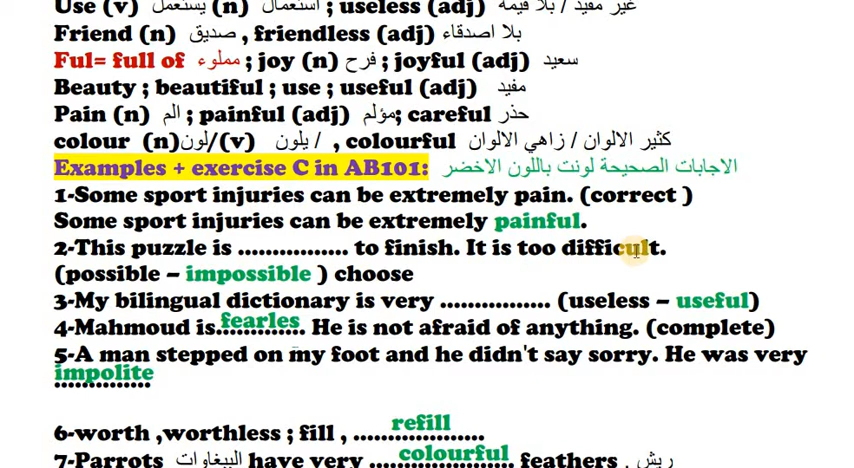 Use (v) يستعمل (n) استعمال ; useless (adj) غير مفيد / بلا قيمة
Friend (n) صديق , friendless (adj) بلا اصدقاء
Ful= full of مملوء ; joy (n) فرح ; joyful (adj) سعيد
Beauty ; beautiful ; use ; useful (adj) مفيد
Pain (n) الم ; painful (adj) مؤلم; careful حذر
colour (n)لون/(v) يلون / , colourful كثير الالوان / زاهي الالوان
Examples + exercise C in AB101: الاجابات الصحيحة لونت باللون الاخضر
1-Some sport injuries can be extremely pain. (correct )
Some sport injuries can be extremely painful.
2-This puzzle is ................ to finish. It is too difficult.
(possible – impossible ) choose
3-My bilingual dictionary is very ................ (useless – useful)
4-Mahmoud is.fearles. He is not afraid of anything. (complete)
5-A man stepped on my foot and he didn't say sorry. He was very
impolite
6-worth ,worthless ; fill , refill
7-Parrots الببغاوات have very colourful feathers . ريش